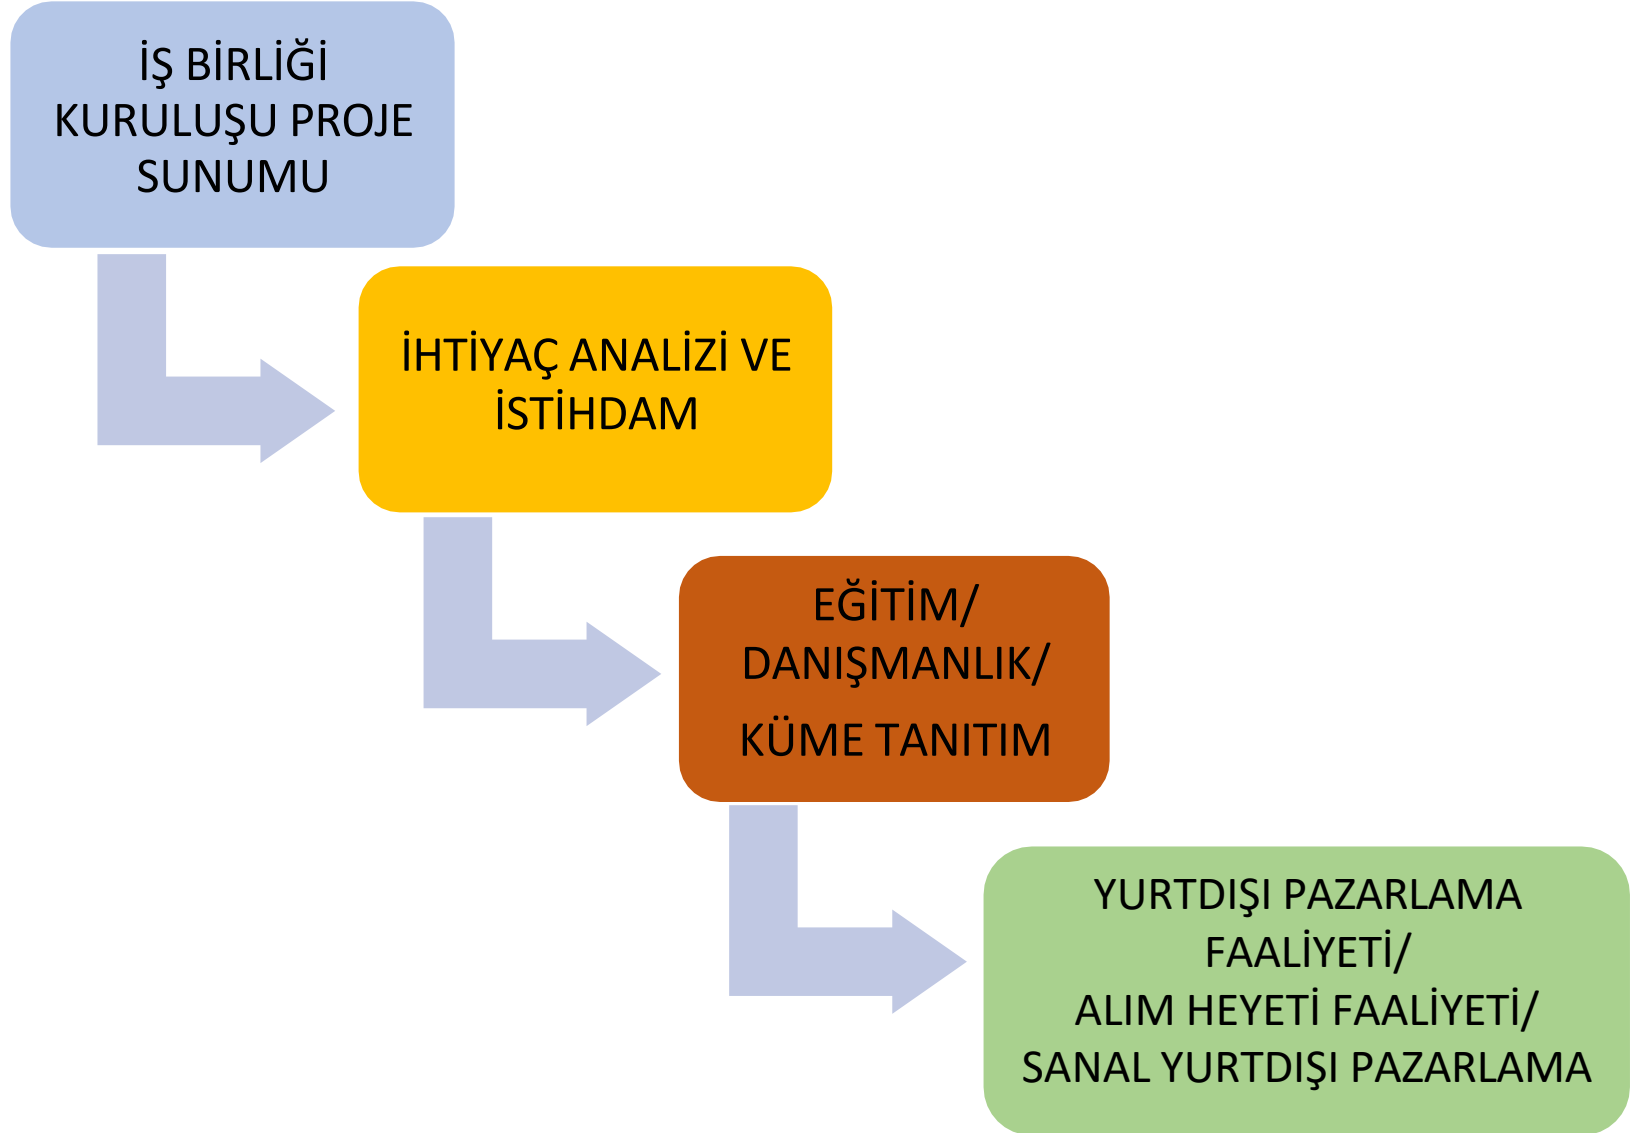 İŞ BİRLİĞİ
KURULUŞU PROJE
SUNUMU
İHTİYAÇ ANALİZİ VE
İSTİHDAM
EĞİTİM/
DANIŞMANLIK/
KÜME TANITIM
YURTDIŞI PAZARLAMA
FAALİYETİ/
ALIM HEYETİ FAALİYETİ/
SANAL YURTDIŞI PAZARLAMA